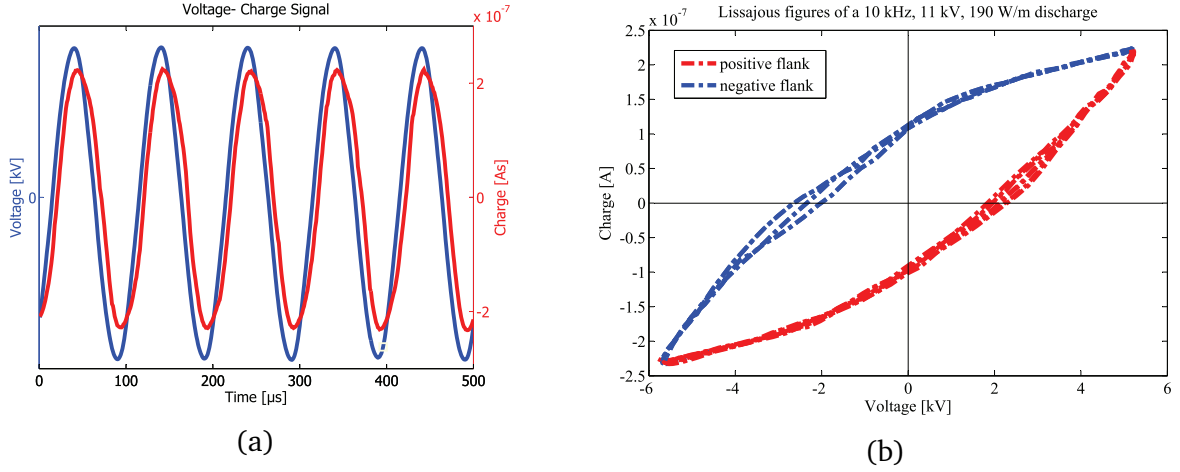 Voltage- Charge Signal
x 10⁻⁷
Voltage [kV]
0
2
0
-2
Charge [As]
0 100 200 300 400 500
Time [µs]
(a)
x 10⁻⁷
Lissajous figures of a 10 kHz, 11 kV, 190 W/m discharge
positive flank
negative flank
Charge [A]
2.5
2
1.5
1
0.5
0
-0.5
-1
-1.5
-2
-2.5
-6 -4 -2 0 2 4 6
Voltage [kV]
(b)